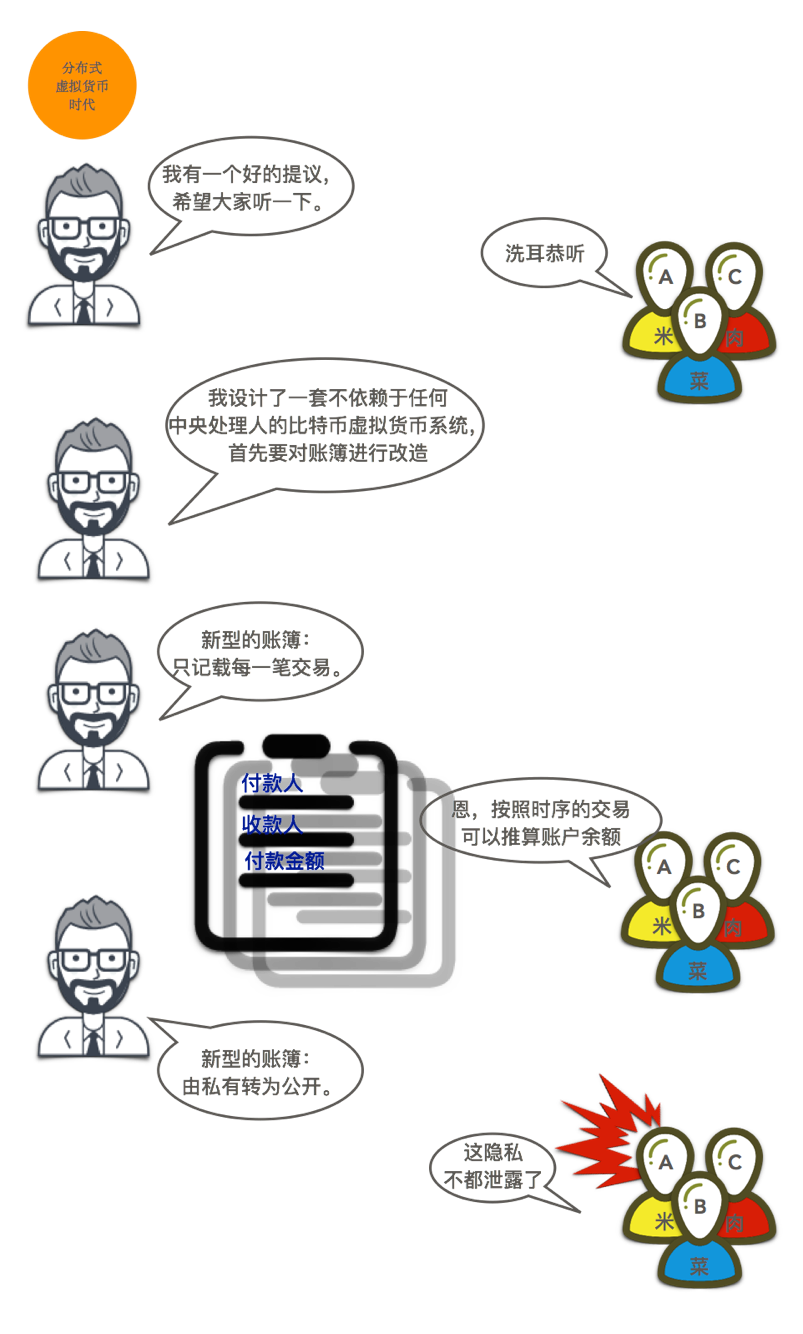 分布式
虚拟货币
时代
我有一个好的提议，
希望大家听一下。
洗耳恭听
A
C
B
米
肉
菜
我设计了一套不依赖于任何
中央处理人的比特币虚拟货币系统，
首先要对账簿进行改造
新型的账簿：
只记载每一笔交易。
付款人
收款人
付款金额
恩，按照时序的交易
可以推算账户余额
A
C
B
米
肉
菜
新型的账簿：
由私有转为公开。
这隐私
不都泄露了
A
C
B
米
肉
菜